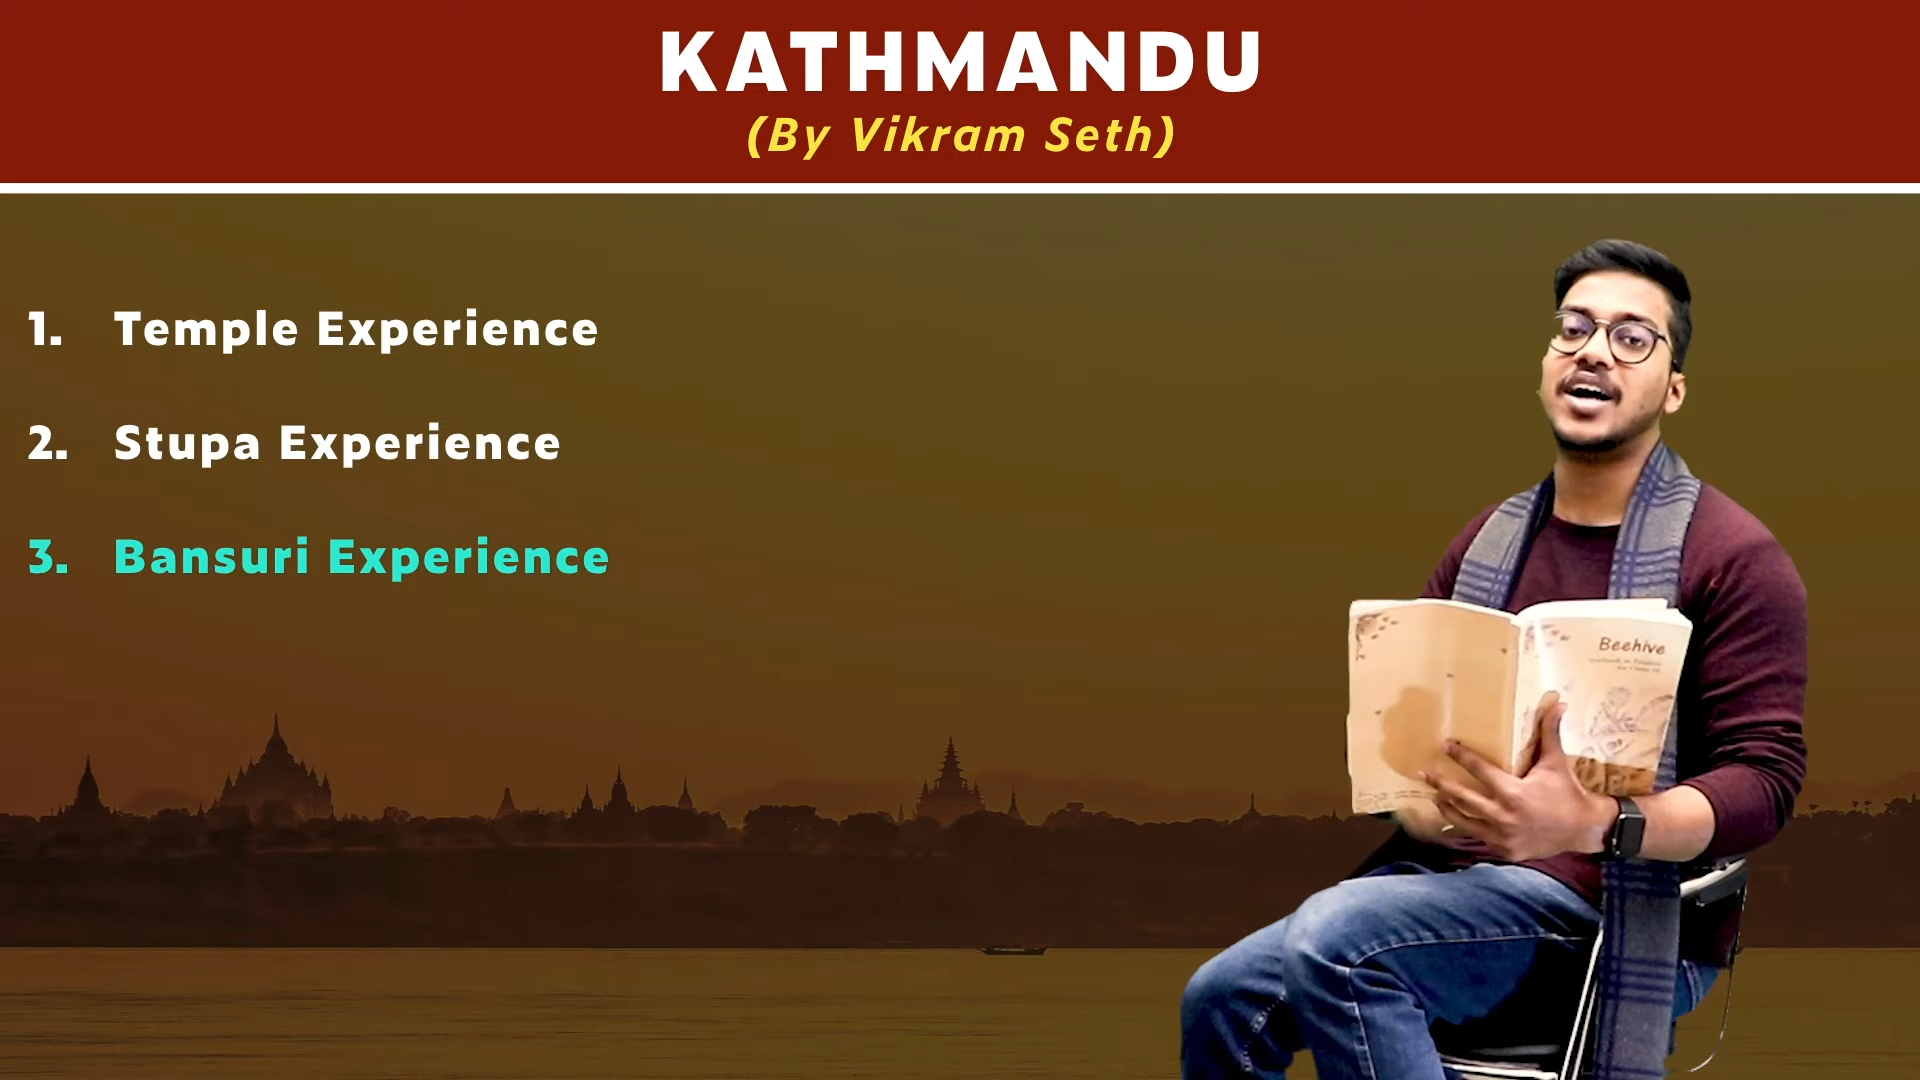 KATHMANDU
(By Vikram Seth)
1. Temple Experience
2. Stupa Experience
3. Bansuri Experience
Beehive